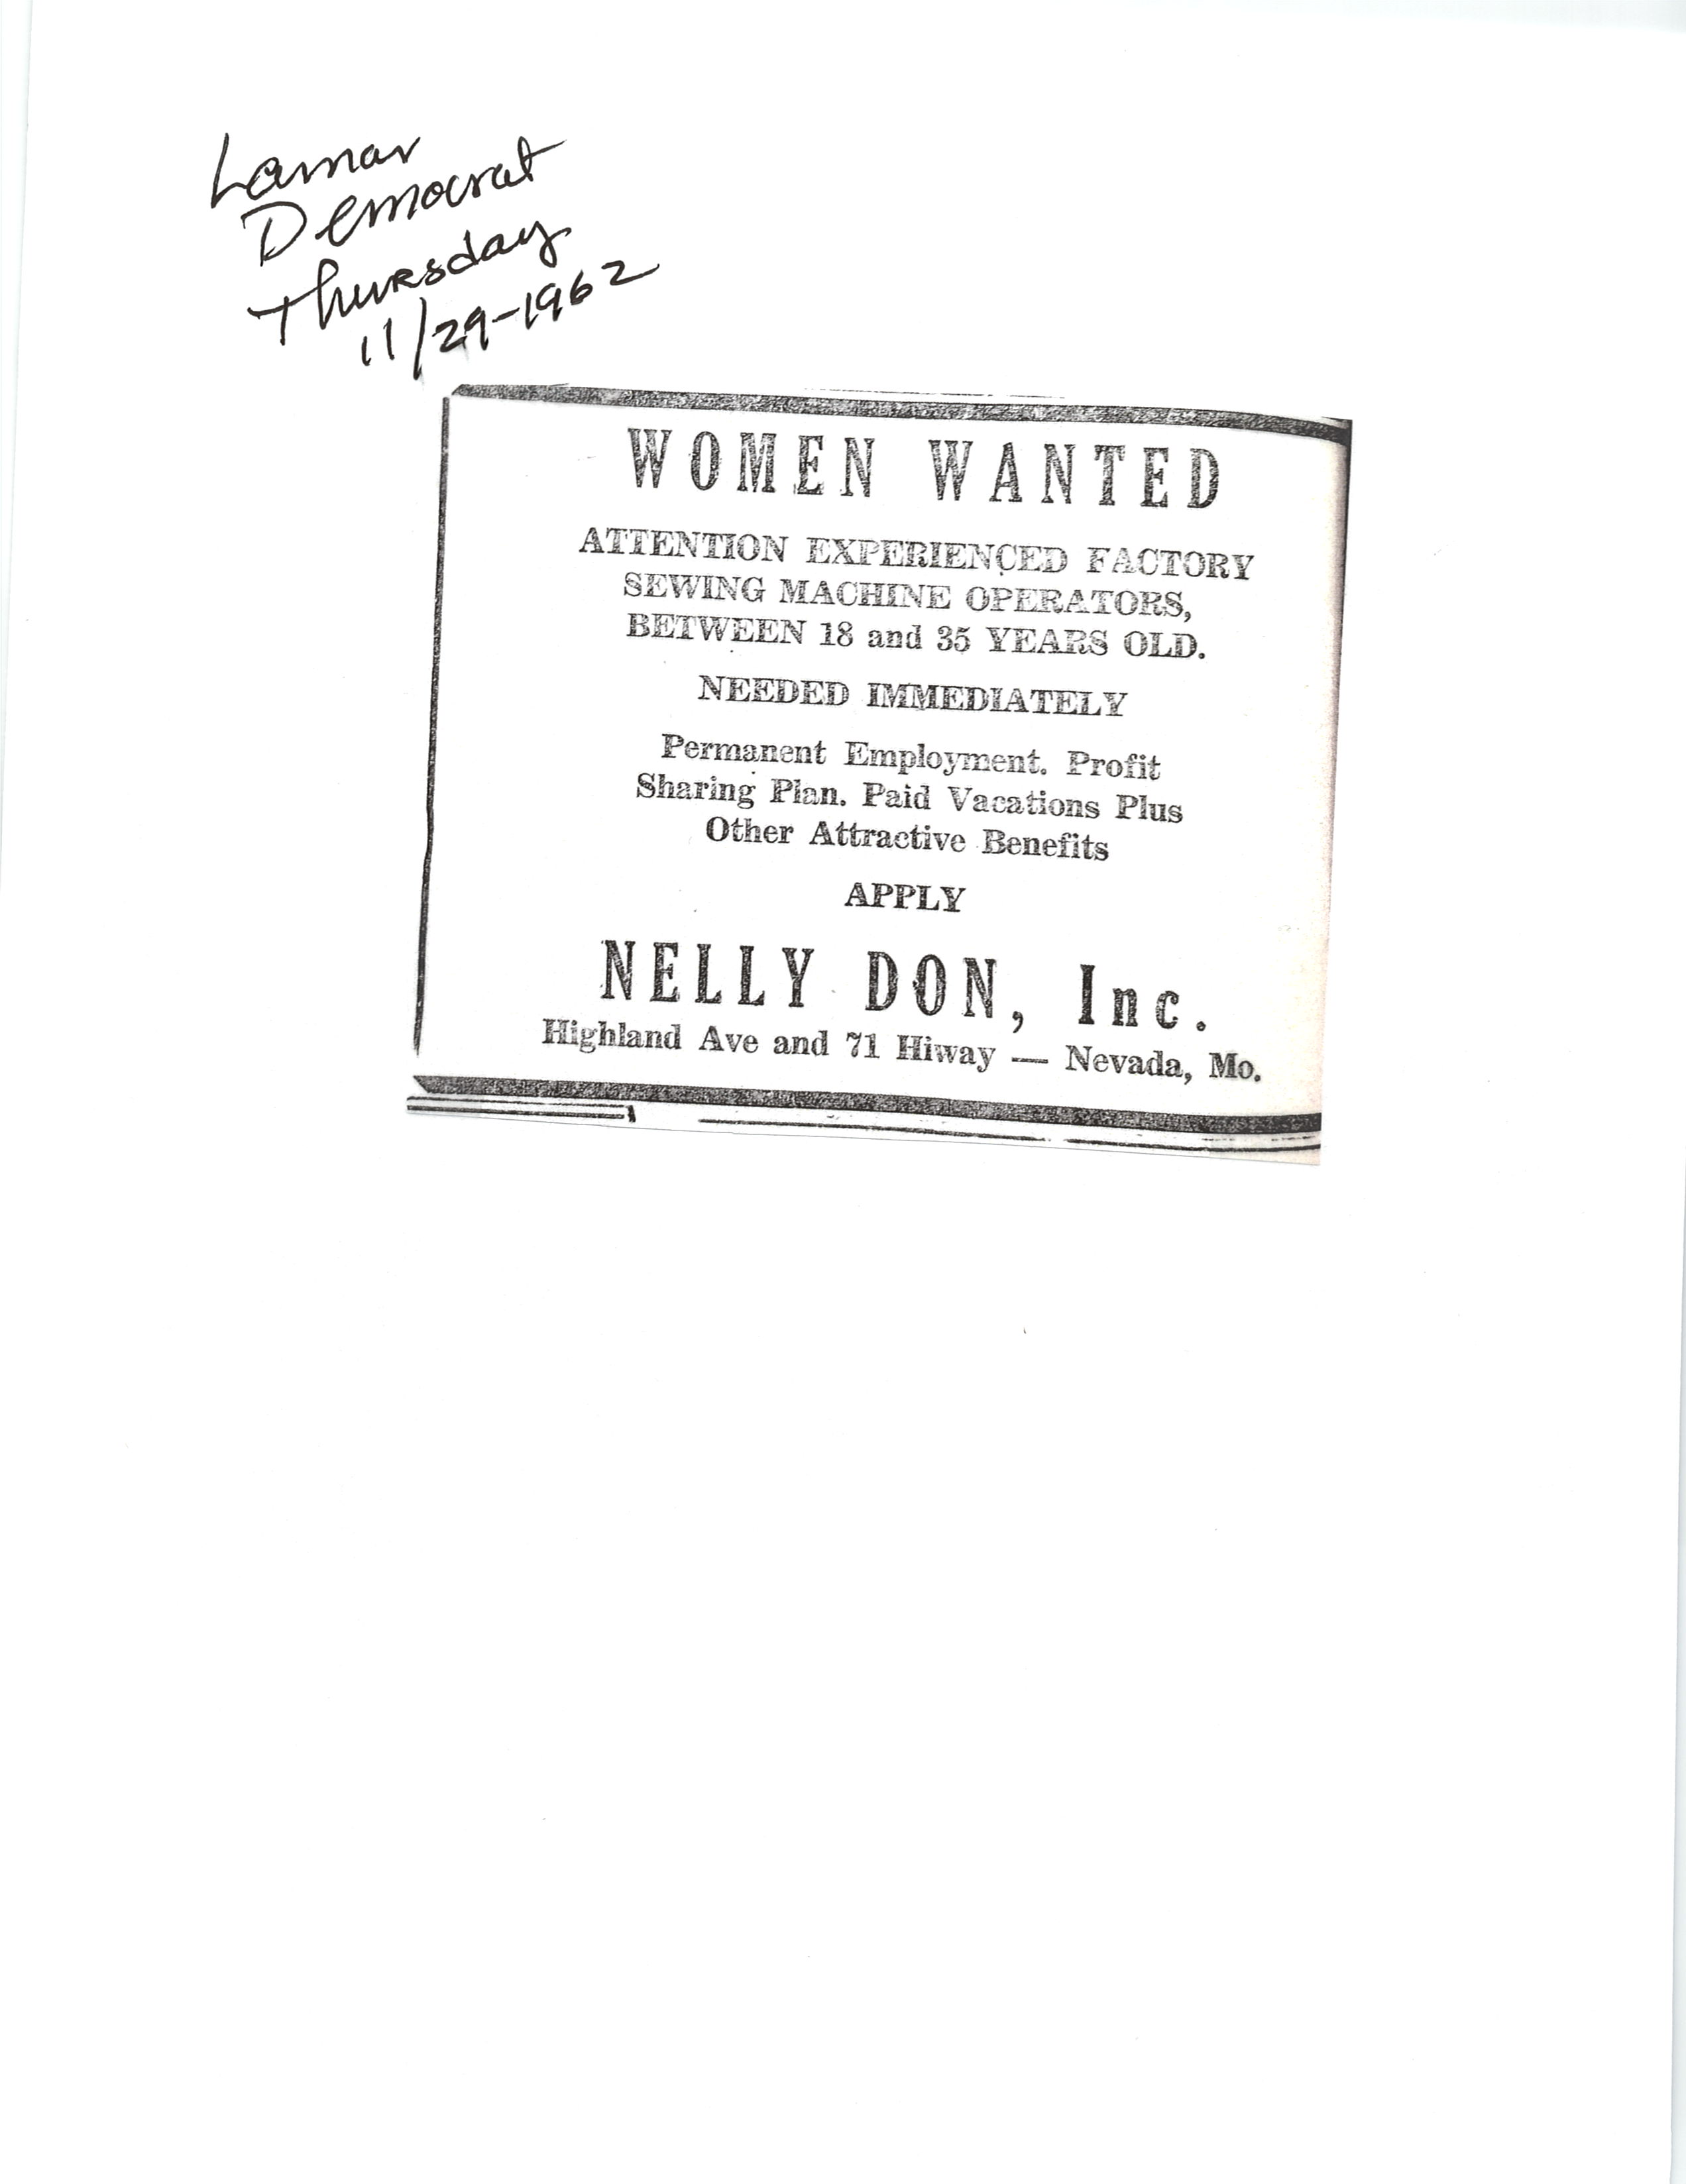 Lamar
Democrat
Thursday
11/29-1962
WOMEN WANTED
ATTENTION EXPERIENCED FACTORY
SEWING MACHINE OPERATORS,
BETWEEN 18 and 35 YEARS OLD.
NEEDED IMMEDIATELY
Permanent Employment. Profit
Sharing Plan. Paid Vacations Plus
Other Attractive Benefits
APPLY
NELLY DON, Inc.
Highland Ave and 71 Hiway — Nevada, Mo.